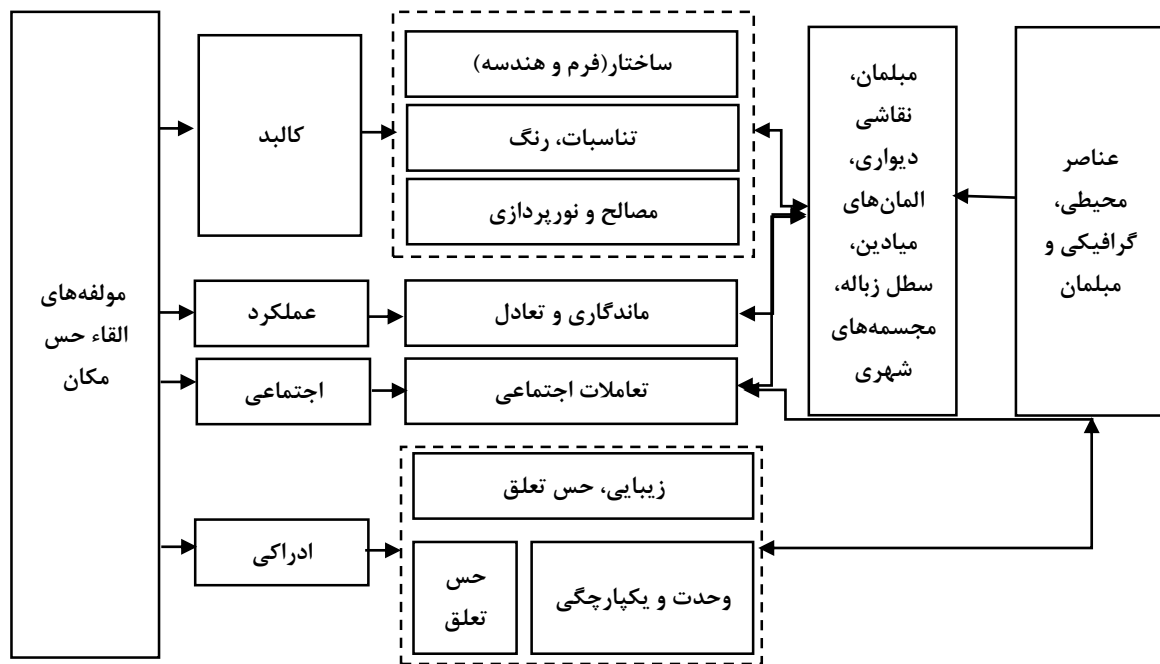 مولفه‌های
القاء حس
مکان
کالبد
ساختار(فرم و هندسه)
تناسبات، رنگ
مصالح و نورپردازی
عملکرد
ماندگاری و تعادل
اجتماعی
تعاملات اجتماعی
ادراکی
زیبایی، حس تعلق
حس
تعلق
وحدت و یکپارچگی
مبلمان،
نقاشی
دیواری،
المان‌های
میادین،
سطل زباله،
مجسمه‌های
شهری
عناصر
محیطی،
گرافیکی و
مبلمان